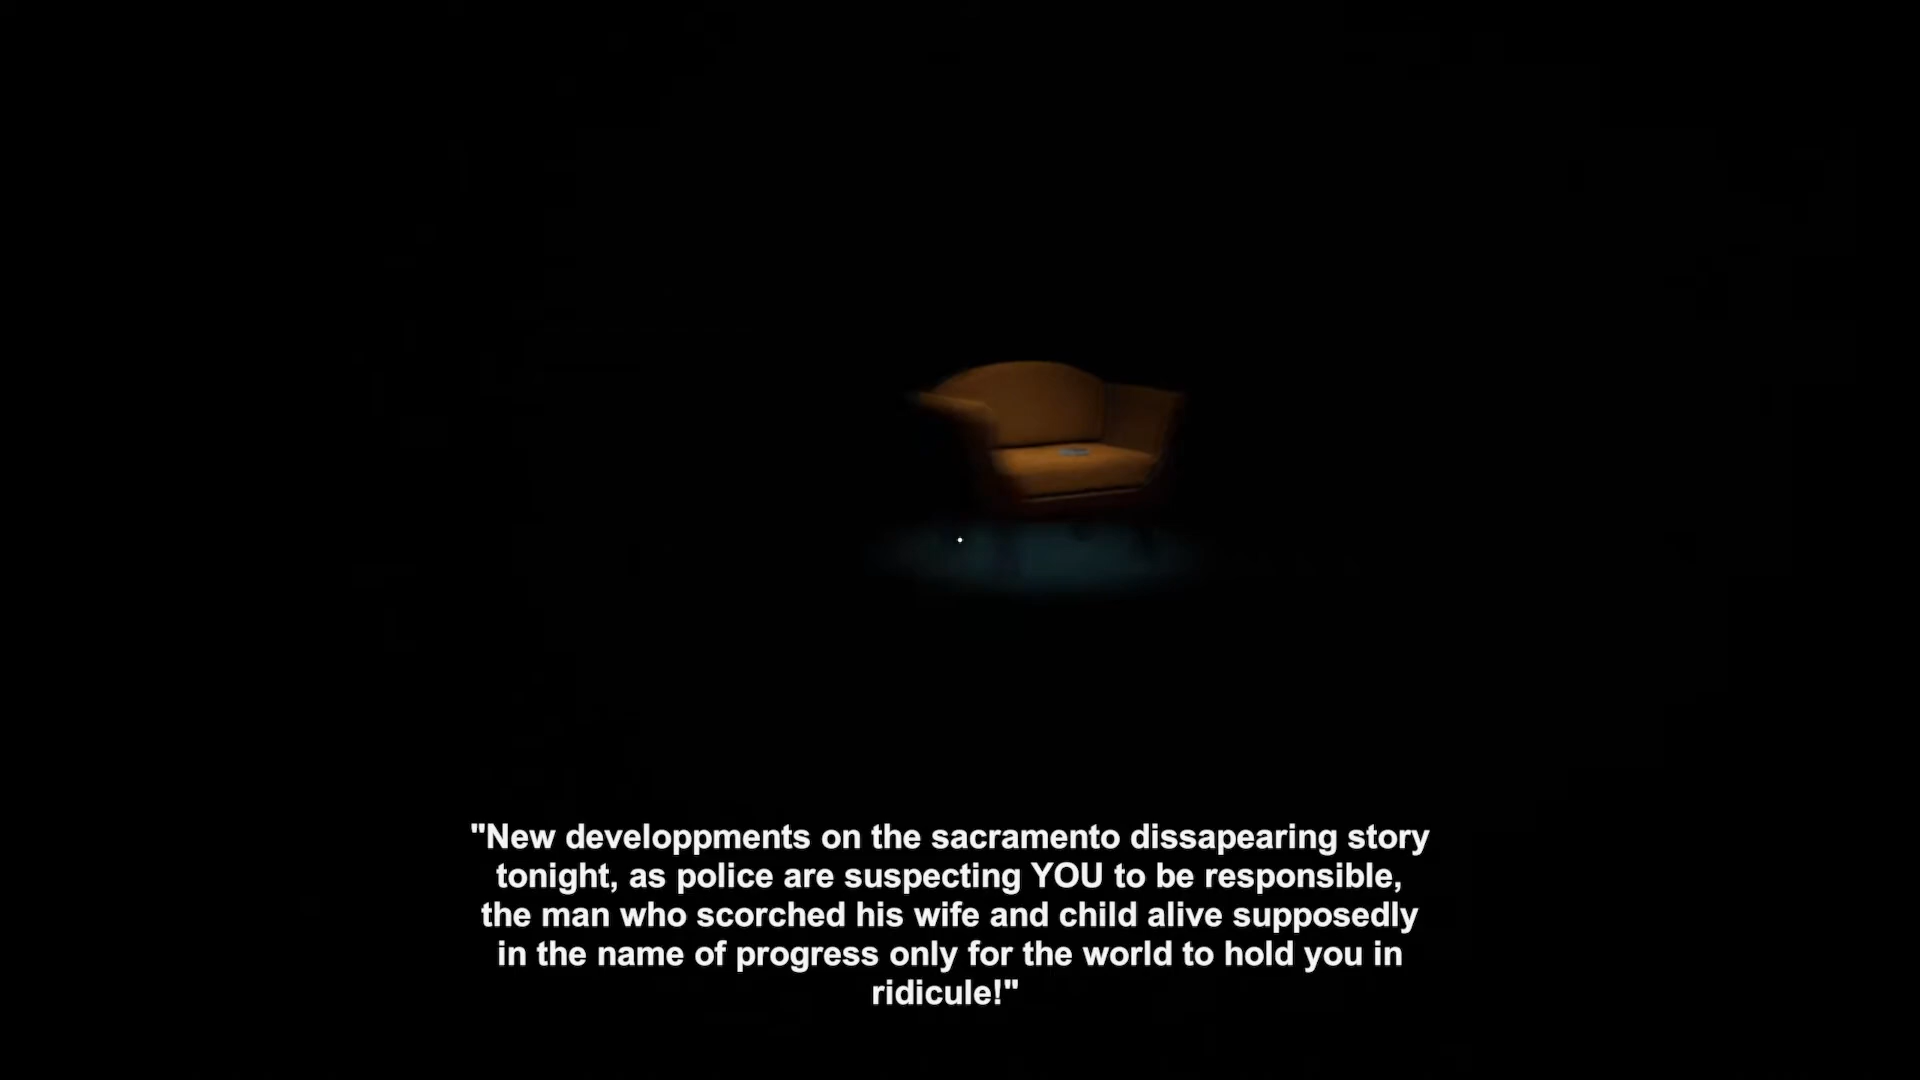 "New developpments on the sacramento dissapearing story
tonight, as police are suspecting YOU to be responsible,
the man who scorched his wife and child alive supposedly
in the name of progress only for the world to hold you in
ridicule!"